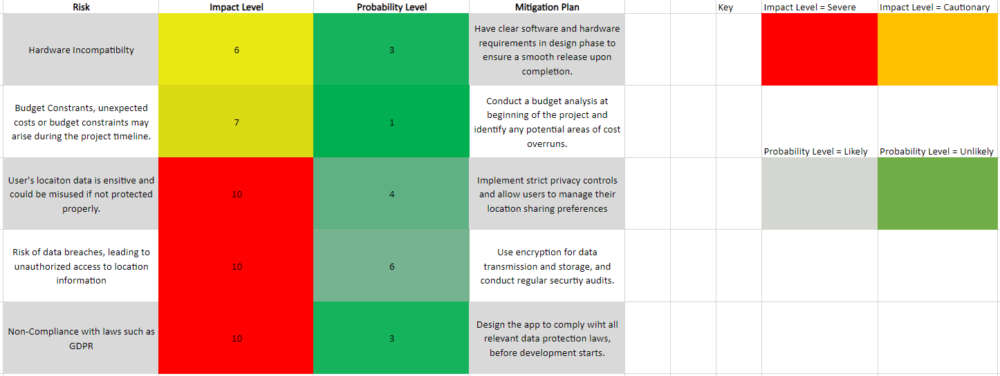 Risk Impact Level Probability Level Mitigation Plan Key Impact Level = Severe Impact Level = Cautionary
Hardware Incompatibilty
6
3
Have clear software and hardware
requirements in design phase to
ensure a smooth release upon
completion.
Budget Constrants, unexpected
costs or budget constraints may
arise during the project timeline.
7
1
Conduct a budget analysis at
beginning of the project and
identify any potential areas of cost
overruns.
Probability Level = Likely Probability Level = Unlikely
User's locaiton data is ensitive and
could be misused if not protected
properly.
10
4
Implement strict privacy controls
and allow users to manage their
location sharing preferences
Risk of data breaches, leading to
unauthorized access to location
information
10
6
Use encryption for data
transmission and storage, and
conduct regular securtiy audits.
Non-Compliance with laws such as
GDPR
10
3
Design the app to comply wiht all
relevant data protection laws,
before development starts.